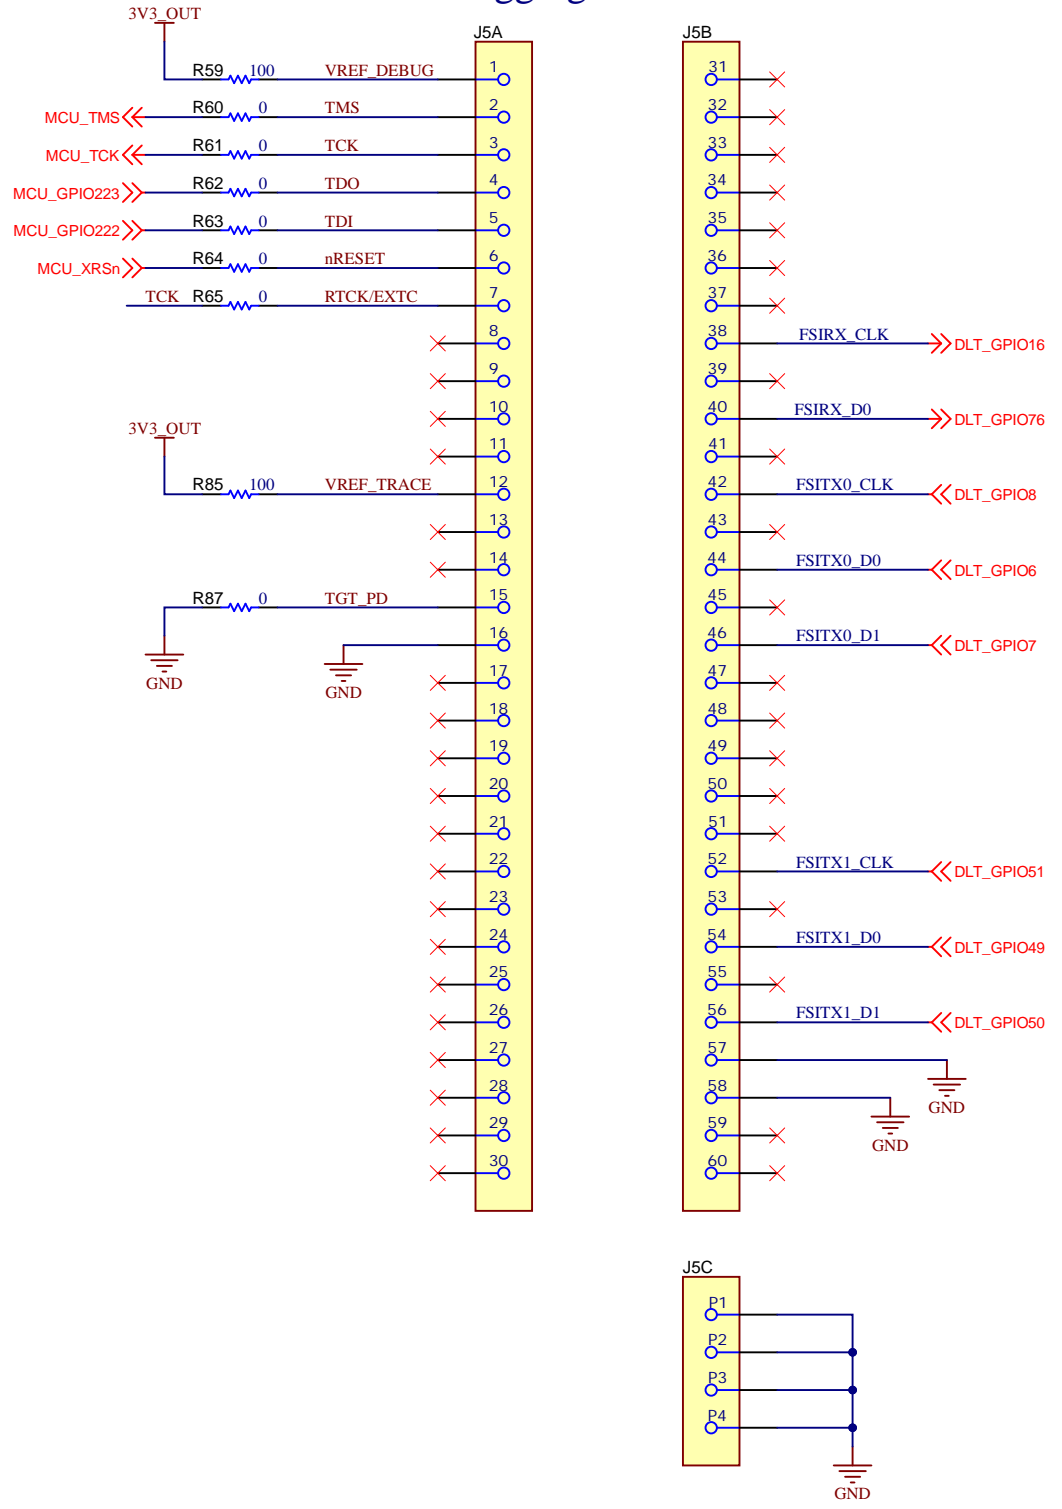 ggg
3V3_OUT
J5A
R59 100 VREF_DEBUG 1
MCU_TMS R60 0 TMS 2
MCU_TCK R61 0 TCK 3
MCU_GPIO223 R62 0 TDO 4
MCU_GPIO222 R63 0 TDI 5
MCU_XRSn R64 0 nRESET 6
TCK R65 0 RTCK/EXTC 7
8
9
10
11
3V3_OUT
R85 100 VREF_TRACE 12
13
14
R87 0 TGT_PD 15
16
GND
GND
17
18
19
20
21
22
23
24
25
26
27
28
29
30
J5B
31
32
33
34
35
36
37
38 FSIRX_CLK DLT_GPIO16
39
40 FSIRX_D0 DLT_GPIO76
41
42 FSITX0_CLK DLT_GPIO8
43
44 FSITX0_D0 DLT_GPIO6
45
46 FSITX0_D1 DLT_GPIO7
47
48
49
50
51
52 FSITX1_CLK DLT_GPIO51
53
54 FSITX1_D0 DLT_GPIO49
55
56 FSITX1_D1 DLT_GPIO50
57
58
GND
59
GND
60
J5C
P1
P2
P3
P4
GND